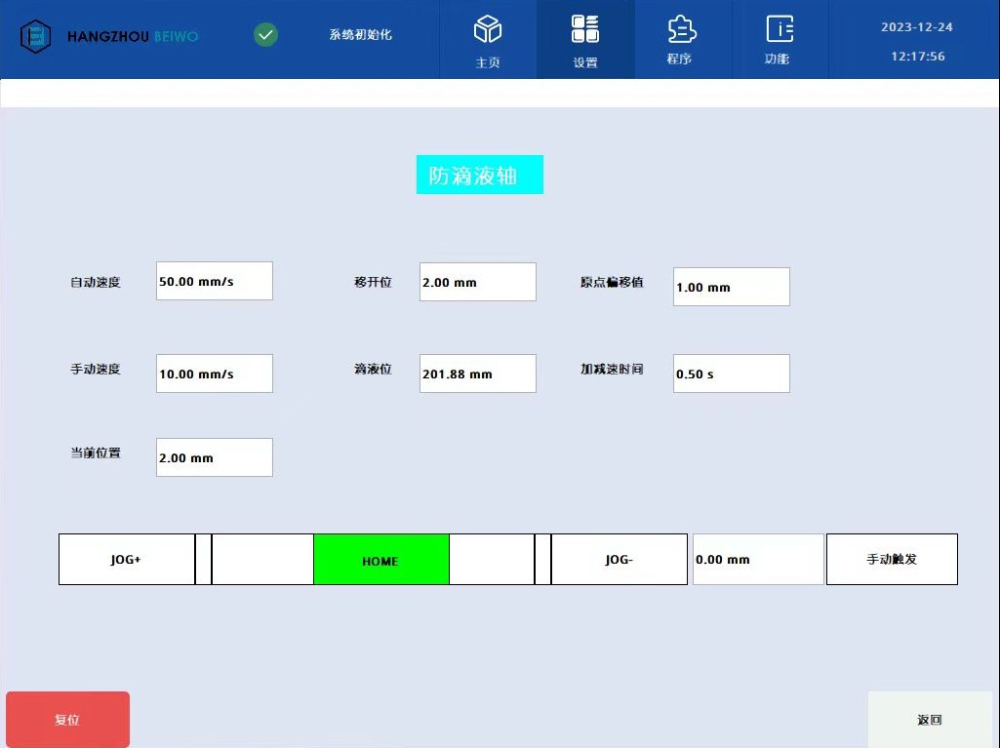 HANGZHOU BEIWO
系统初始化
主页
设置
程序
功能
2023-12-24
12:17:56
防滴液轴
自动速度
50.00 mm/s
移开位
2.00 mm
原点偏移值
1.00 mm
手动速度
10.00 mm/s
滴液位
201.88 mm
加减速时间
0.50 s
当前位置
2.00 mm
JOG+
HOME
JOG-
0.00 mm
手动触发
复位
返回